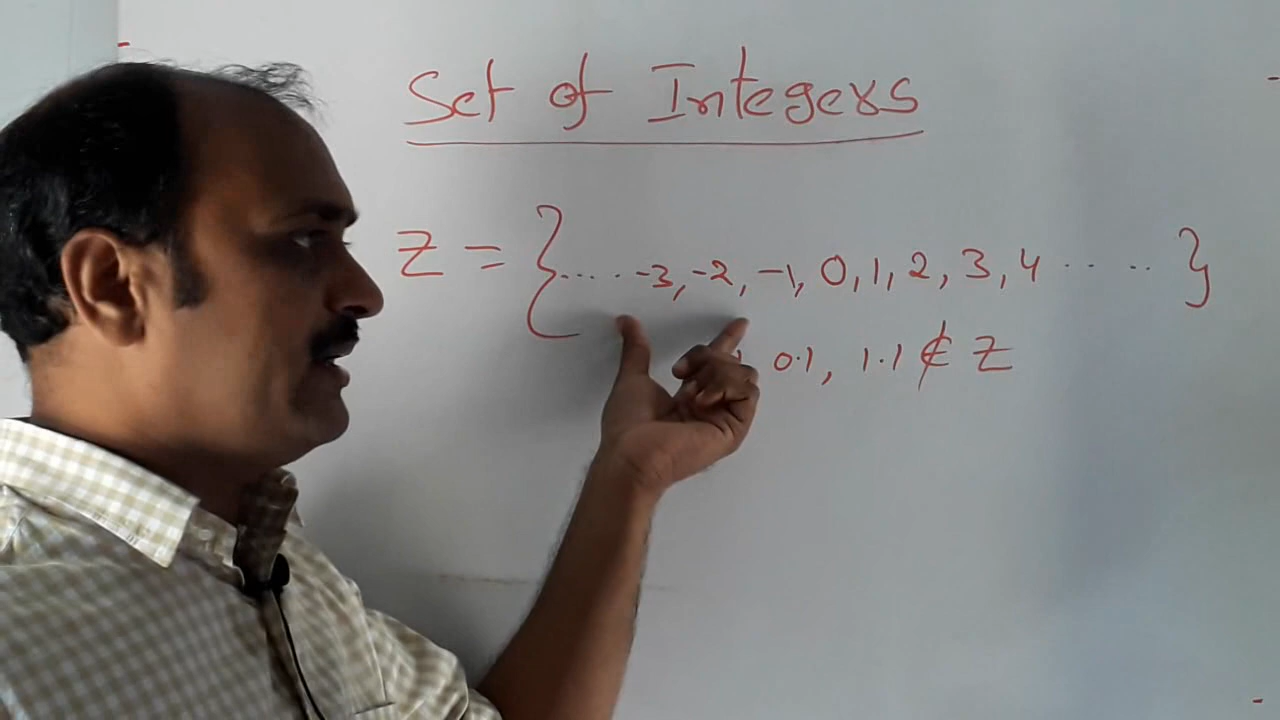 Set of Integers
Z = {..... -3, -2, -1, 0, 1, 2, 3, 4 .. .. }
, 0.1, 1.1 ∉ Z